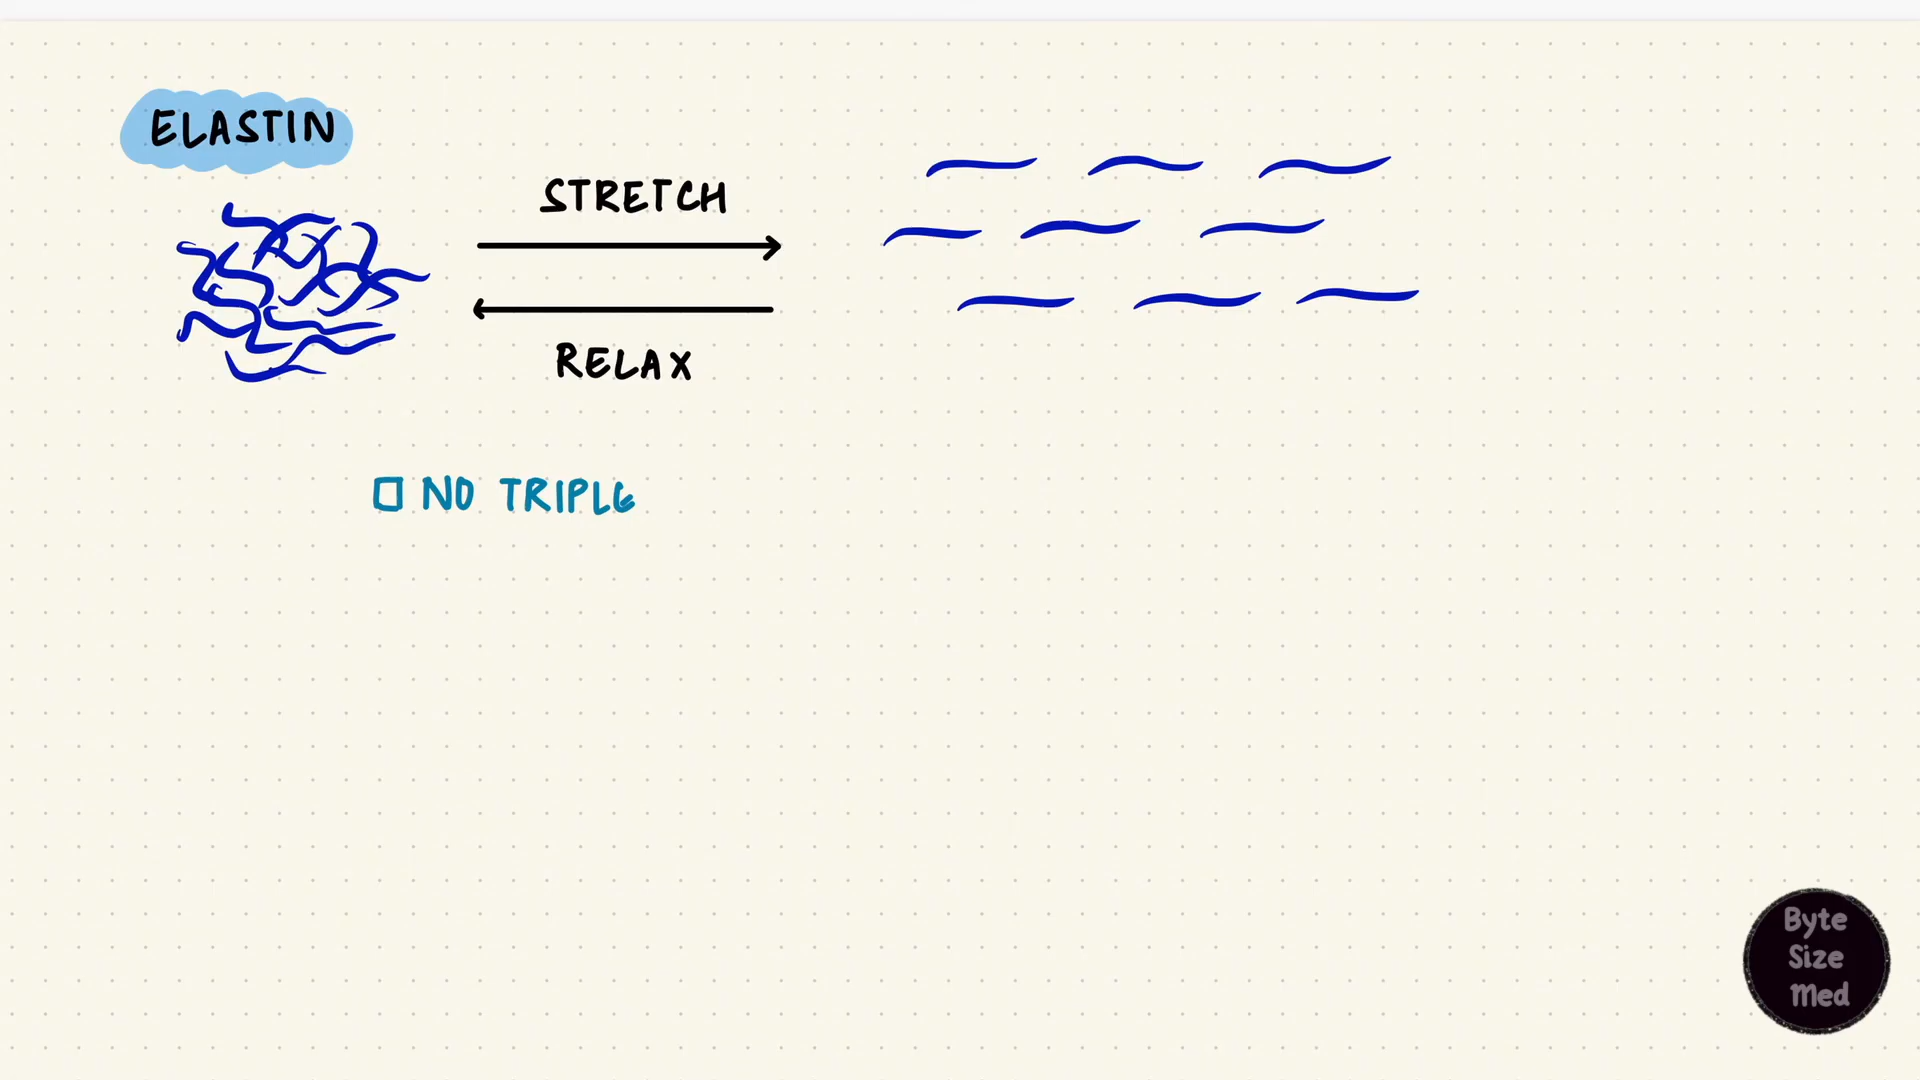 ELASTIN
STRETCH
RELAX
NO TRIPLE
Byte
Size
Med